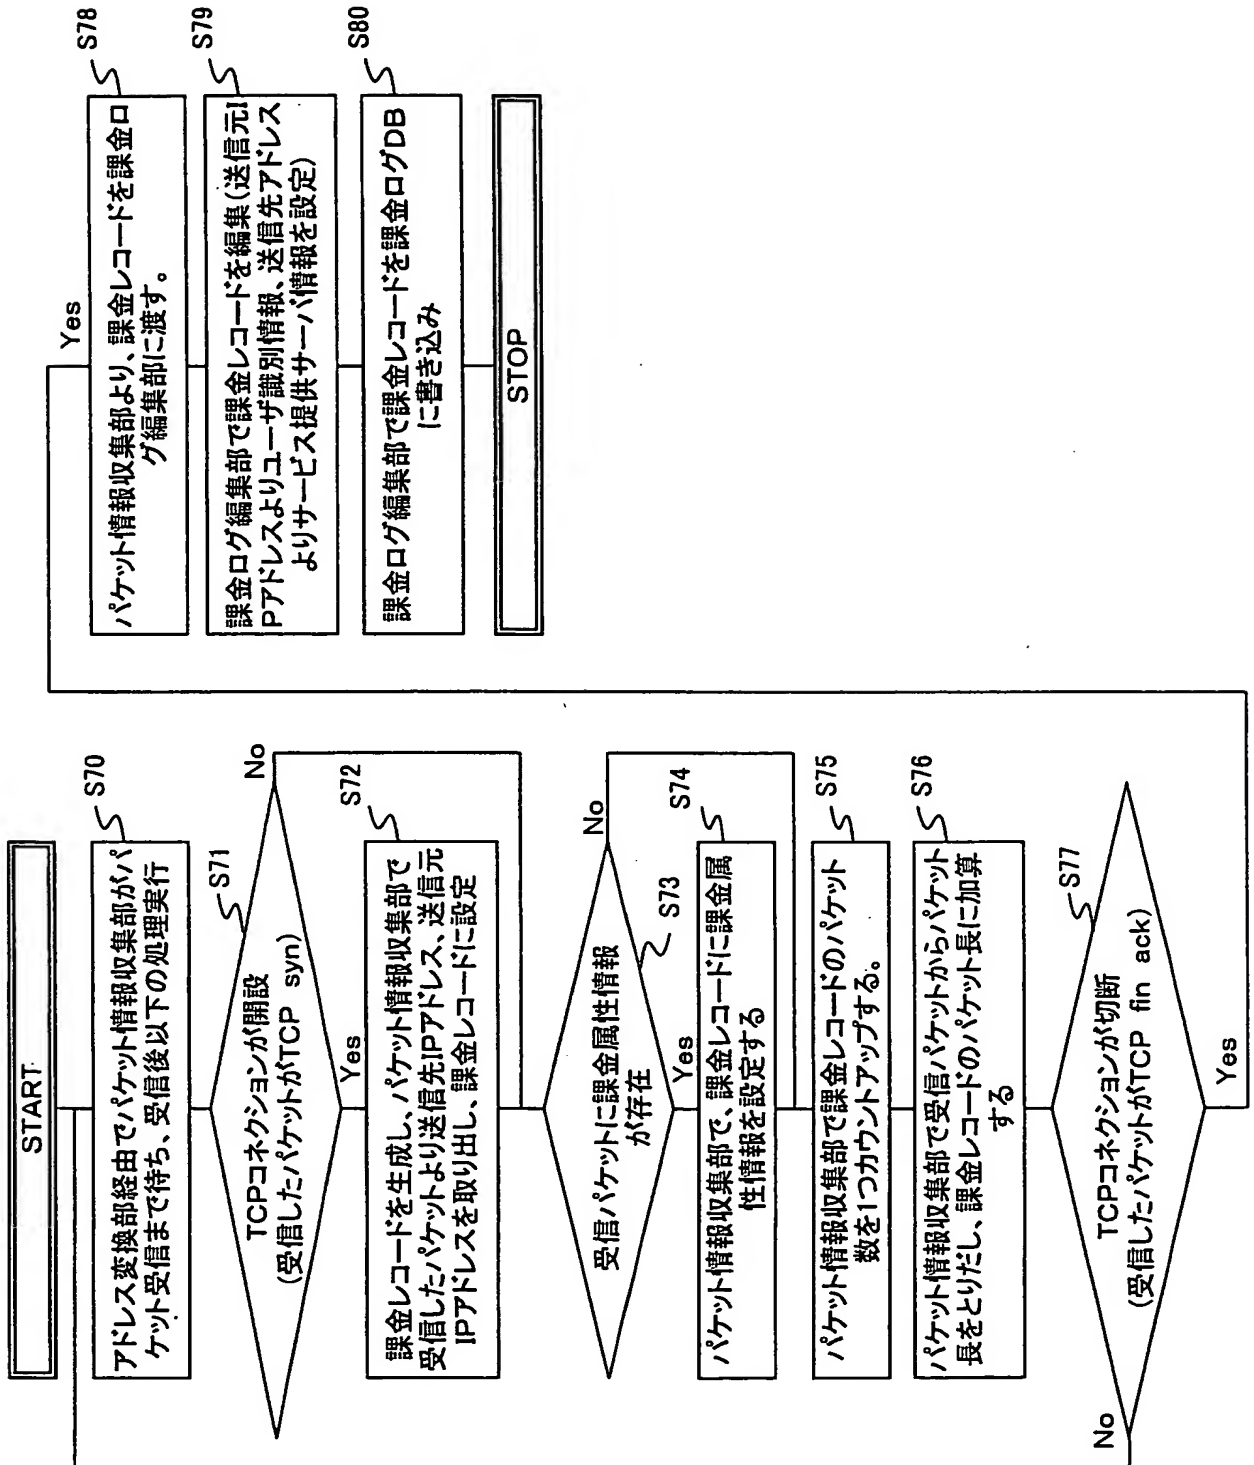 START
アドレス変換部経由でパケット情報収集部がパ
ケット受信まで待ち、受信後以下の処理実行
S70
TCPコネクションが開設
(受信したパケットがTCP syn)
S71
No
Yes
課金レコードを生成し、パケット情報収集部で
受信したパケットより送信先IPアドレス、送信元
IPアドレスを取り出し、課金レコードに設定
S72
受信パケットに課金属性情報
が存在
S73
No
Yes
パケット情報収集部で、課金レコードに課金属
性情報を設定する
S74
パケット情報収集部で課金レコードのパケット
数を1つカウントアップする。
S75
パケット情報収集部で受信パケットからパケット
長をとりだし、課金レコードのパケット長に加算
する
S76
TCPコネクションが切断
(受信したパケットがTCP fin ack)
S77
No
Yes
Yes
パケット情報収集部より、課金レコードを課金ロ
グ編集部に渡す。
S78
課金ログ編集部で課金レコードを編集(送信元I
Pアドレスよりユーザ識別情報、送信先アドレス
よりサービス提供サーバ情報を設定)
S79
課金ログ編集部で課金レコードを課金ログDB
に書き込み
S80
STOP